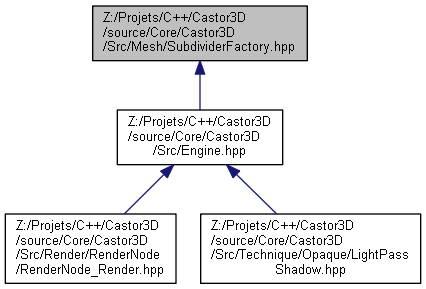 Z:/Projets/C++/Castor3D
/source/Core/Castor3D
/Src/Mesh/SubdividerFactory.hpp
Z:/Projets/C++/Castor3D
/source/Core/Castor3D
/Src/Engine.hpp
Z:/Projets/C++/Castor3D
/source/Core/Castor3D
/Src/Render/RenderNode
/RenderNode_Render.hpp
Z:/Projets/C++/Castor3D
/source/Core/Castor3D
/Src/Technique/Opaque/LightPass
Shadow.hpp